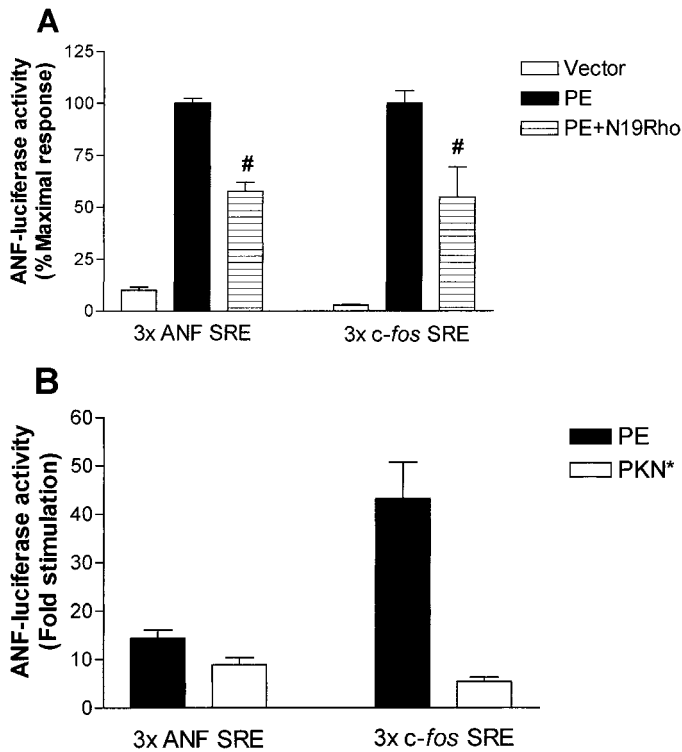 A
ANF-luciferase activity
(%Maximal response)
125
100
75
50
25
0
#
#
3x ANF SRE
3x c-fos SRE
Vector
PE
PE+N19Rho
B
ANF-luciferase activity
(Fold stimulation)
60
50
40
30
20
10
0
3x ANF SRE
3x c-fos SRE
PE
PKN*